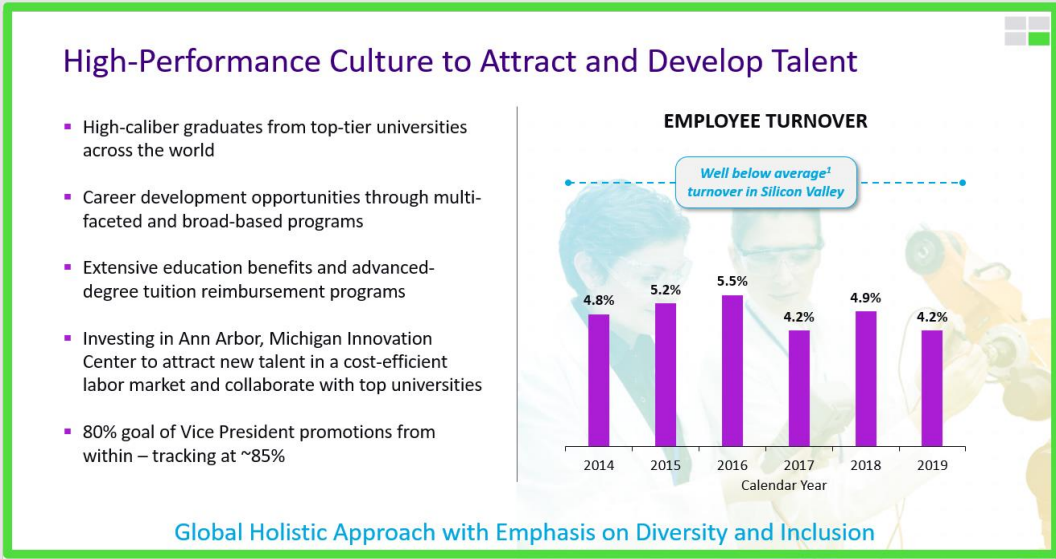 High-Performance Culture to Attract and Develop Talent
▪ High-caliber graduates from top-tier universities
across the world
▪ Career development opportunities through multi-
faceted and broad-based programs
▪ Extensive education benefits and advanced-
degree tuition reimbursement programs
▪ Investing in Ann Arbor, Michigan Innovation
Center to attract new talent in a cost-efficient
labor market and collaborate with top universities
▪ 80% goal of Vice President promotions from
within – tracking at ~85%
EMPLOYEE TURNOVER
Well below average¹
turnover in Silicon Valley
4.8% 5.2% 5.5% 4.2% 4.9% 4.2%
2014 2015 2016 2017 2018 2019
Calendar Year
Global Holistic Approach with Emphasis on Diversity and Inclusion